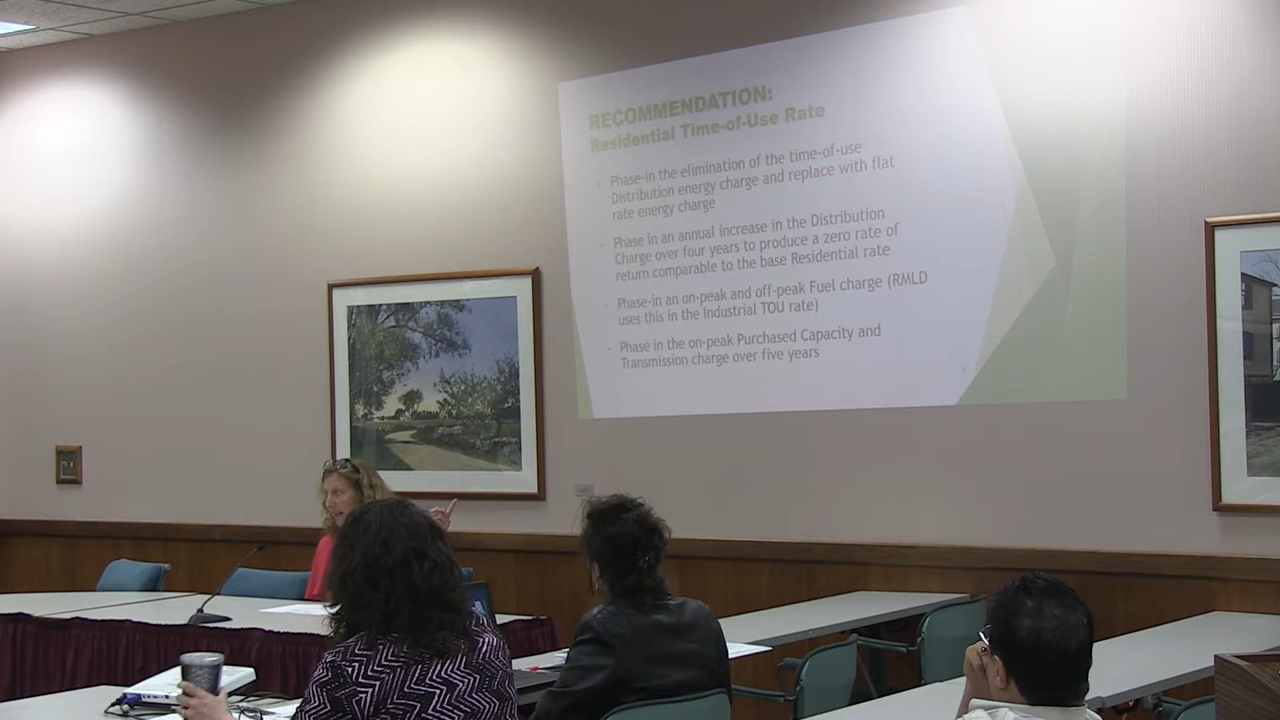 RECOMMENDATION:
Residential Time-of-Use Rate
Phase-in the elimination of the time-of-use
Distribution energy charge and replace with flat
rate energy charge
Phase in an annual increase in the Distribution
Charge over four years to produce a zero rate of
return comparable to the base Residential rate
Phase-in an on-peak and off-peak Fuel charge (RMLD
uses this in the Industrial TOU rate)
Phase in the on-peak Purchased Capacity and
Transmission charge over five years